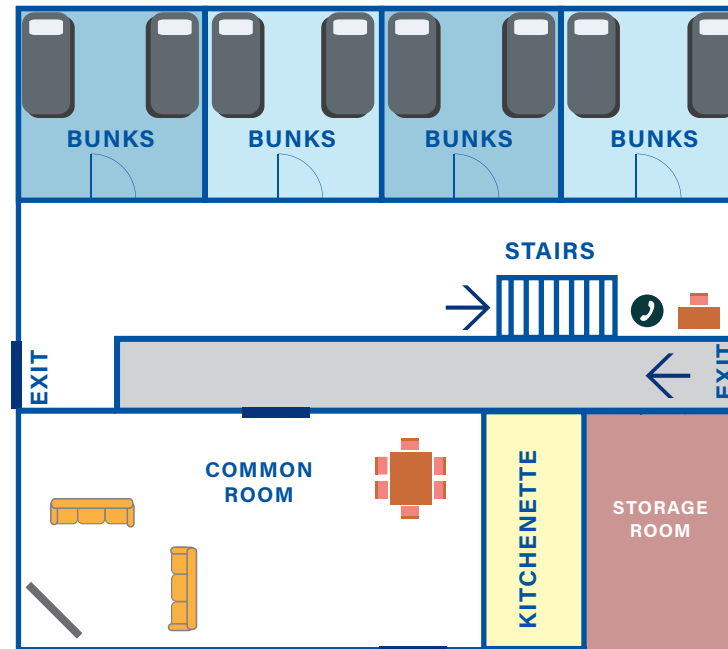 BUNKS
BUNKS
BUNKS
BUNKS
STAIRS
EXIT
EXIT
COMMON
ROOM
KITCHENETTE
STORAGE
ROOM